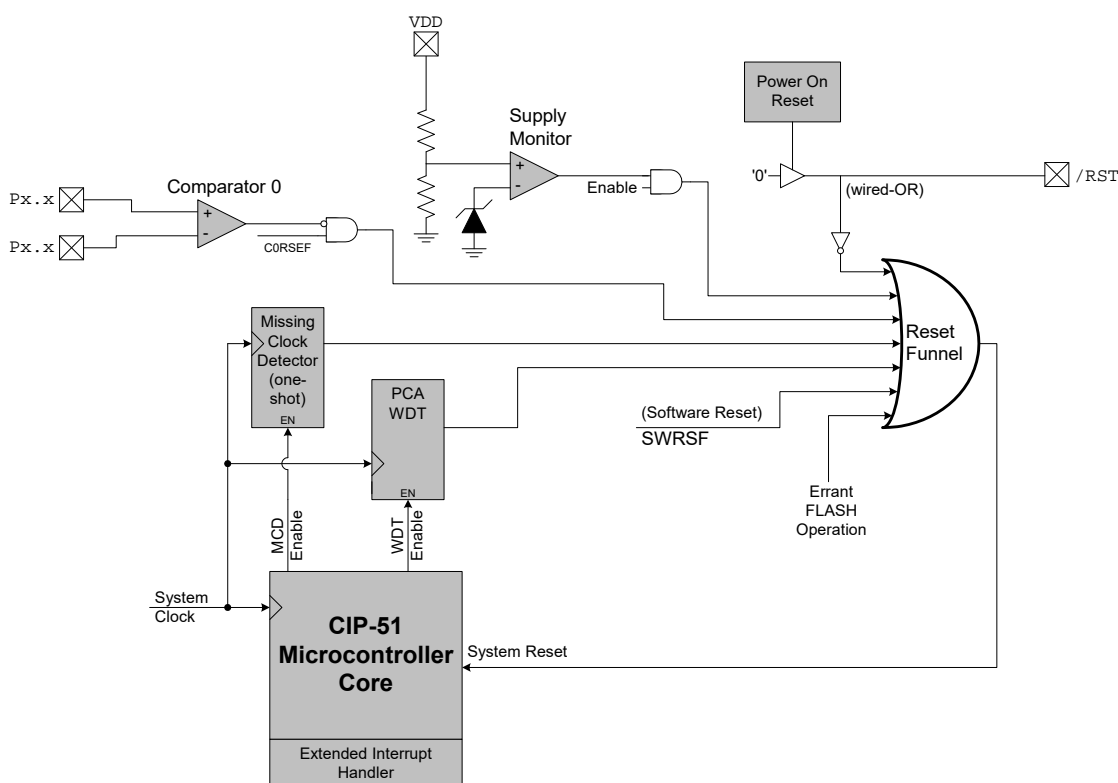 VDD
Power On
Reset
Supply
Monitor
+
-
Enable
'0'
(wired-OR)
/RST
Comparator 0
Px.x
Px.x
+
-
C0RSEF
Missing
Clock
Detector
(one-
shot)
EN
PCA
WDT
EN
(Software Reset)
SWRSF
Errant
FLASH
Operation
Reset
Funnel
MCD
Enable
WDT
Enable
System
Clock
CIP-51
Microcontroller
Core
System Reset
Extended Interrupt
Handler